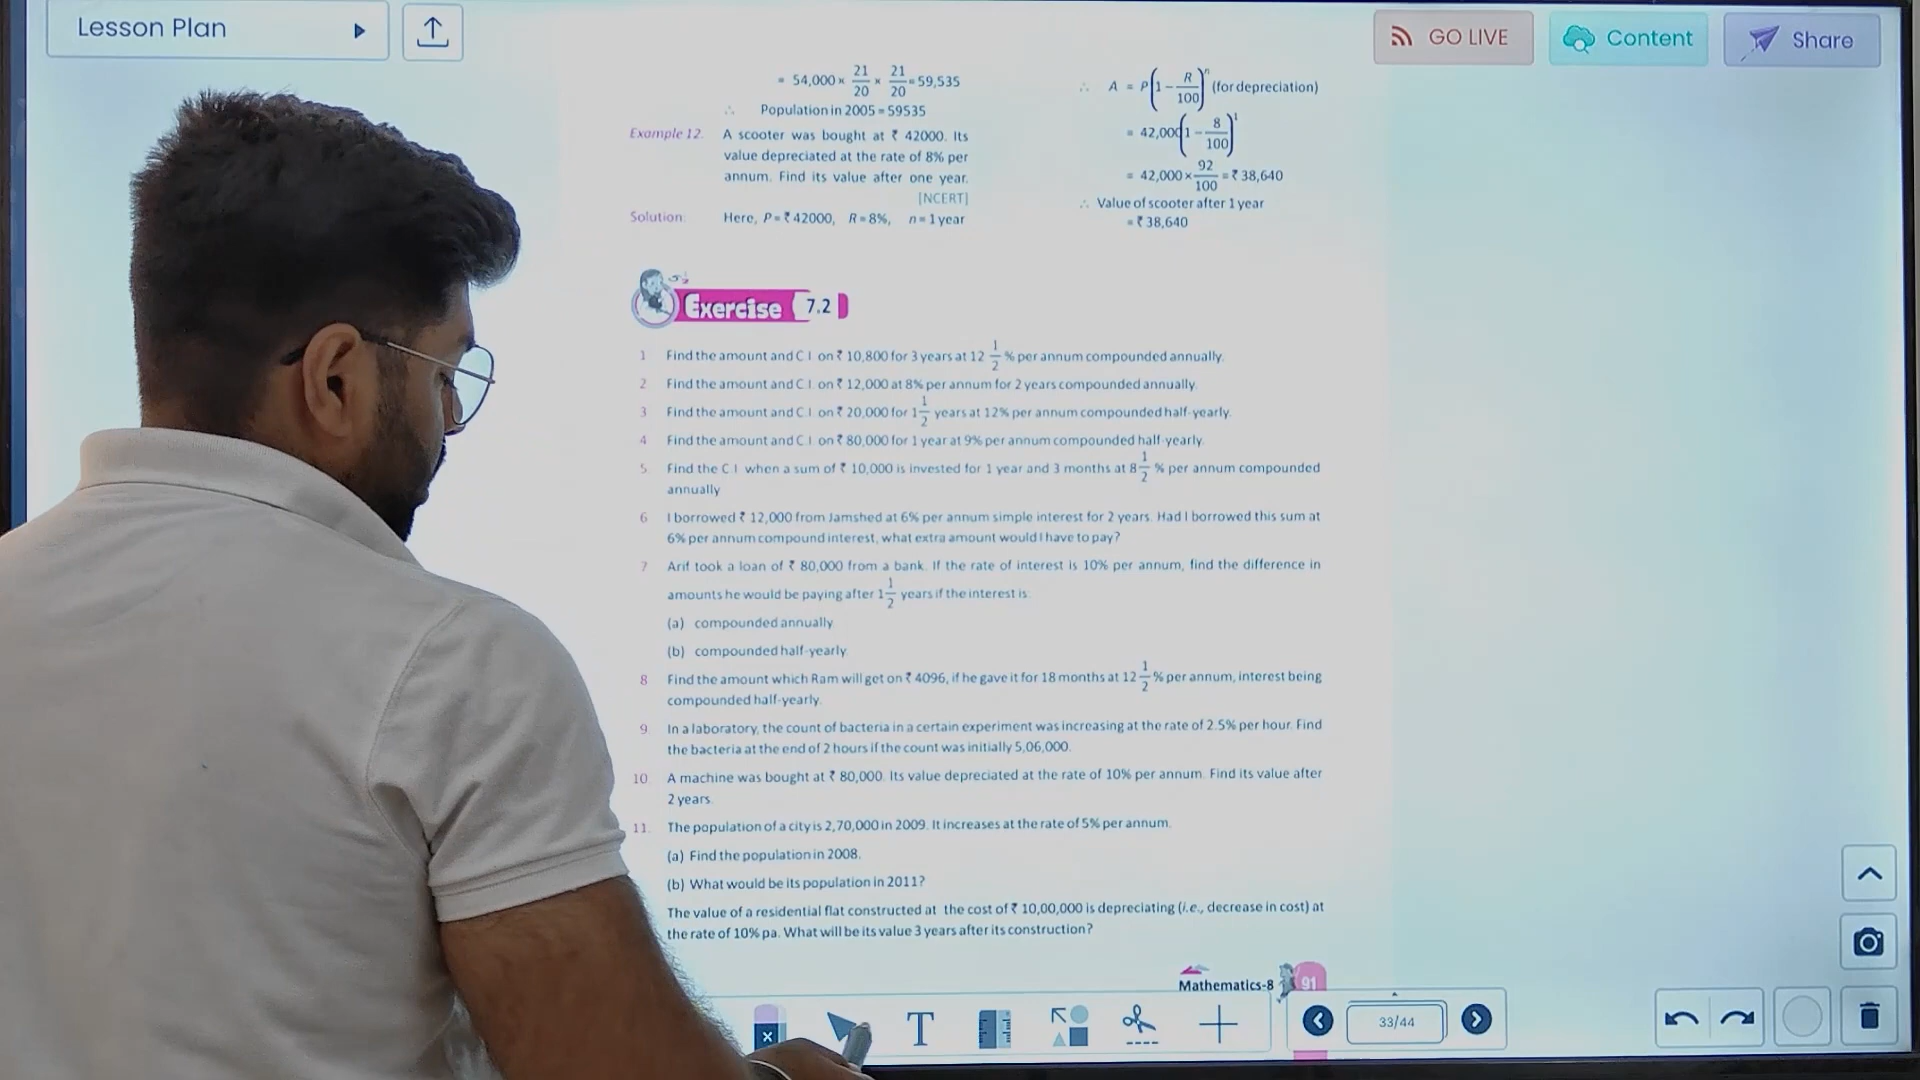 Lesson Plan
GO LIVE
Content
Share
= 54,000 × 21/20 × 21/20 = 59,535
∴ Population in 2005 = 59535
Example 12. A scooter was bought at ₹ 42000. Its
value depreciated at the rate of 8% per
annum. Find its value after one year.
[NCERT]
Solution: Here, P = ₹ 42000, R = 8%, n = 1 year
∴ A = P(1 − R/100)^n (for depreciation)
= 42,000(1 − 8/100)^1
= 42,000 × 92/100 = ₹ 38,640
∴ Value of scooter after 1 year
= ₹ 38,640
Exercise 7.2
1 Find the amount and C.I. on ₹ 10,800 for 3 years at 12 1/2 % per annum compounded annually.
2 Find the amount and C.I. on ₹ 12,000 at 8% per annum for 2 years compounded annually.
3 Find the amount and C.I. on ₹ 20,000 for 1 1/2 years at 12% per annum compounded half-yearly.
4 Find the amount and C.I. on ₹ 80,000 for 1 year at 9% per annum compounded half-yearly.
5. Find the C.I. when a sum of ₹ 10,000 is invested for 1 year and 3 months at 8 1/2 % per annum compounded
annually.
6 I borrowed ₹ 12,000 from Jamshed at 6% per annum simple interest for 2 years. Had I borrowed this sum at
6% per annum compound interest, what extra amount would I have to pay?
7 Arif took a loan of ₹ 80,000 from a bank. If the rate of interest is 10% per annum, find the difference in
amounts he would be paying after 1 1/2 years if the interest is:
(a) compounded annually
(b) compounded half-yearly.
8 Find the amount which Ram will get on ₹ 4096, if he gave it for 18 months at 12 1/2 % per annum, interest being
compounded half-yearly.
9. In a laboratory, the count of bacteria in a certain experiment was increasing at the rate of 2.5% per hour. Find
the bacteria at the end of 2 hours if the count was initially 5,06,000.
10. A machine was bought at ₹ 80,000. Its value depreciated at the rate of 10% per annum. Find its value after
2 years.
11. The population of a city is 2,70,000 in 2009. It increases at the rate of 5% per annum.
(a) Find the population in 2008.
(b) What would be its population in 2011?
The value of a residential flat constructed at the cost of ₹ 10,00,000 is depreciating (i.e., decrease in cost) at
the rate of 10% pa. What will be its value 3 years after its construction?
Mathematics-8 91
T
33/44